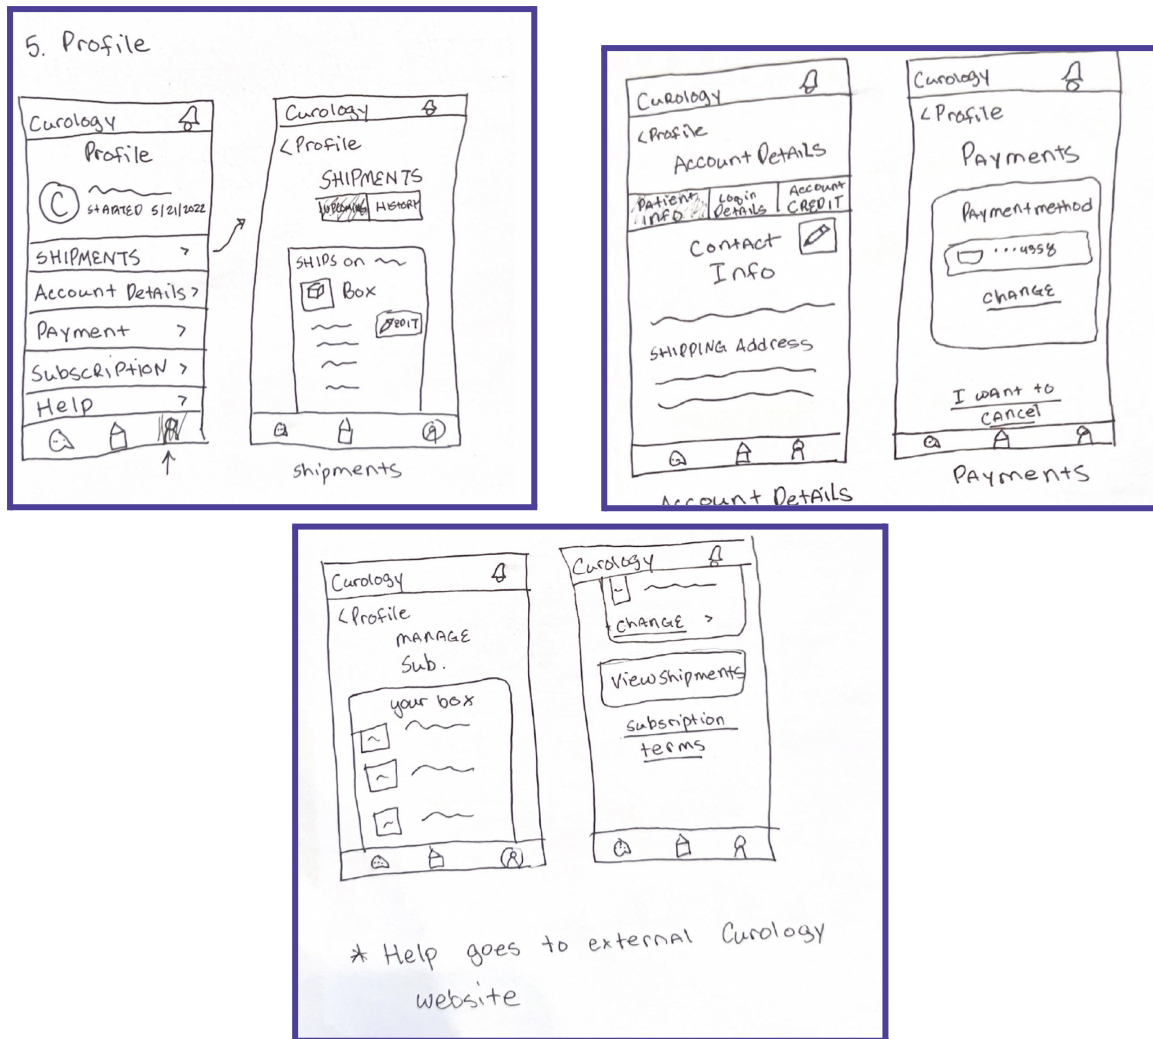 5. Profile
Curology
Profile
C
STARTED 5/21/2022
SHIPMENTS >
Account Details >
Payment >
Subscription >
Help >
Curology
< Profile
SHIPMENTS
UPCOMING HISTORY
SHIPS on
Box
EDIT
shipments
Curology
< Profile
Account Details
Patient Info
Login Details
Account CREDIT
Contact
Info
SHIPPING Address
Account Details
Curology
< Profile
Payments
Payment method
...4558
CHANGE
I want to
cancel
Payments
Curology
< Profile
MANAGE
Sub.
your box
Curology
CHANGE >
View Shipments
subscription
terms
* Help goes to external Curology
website